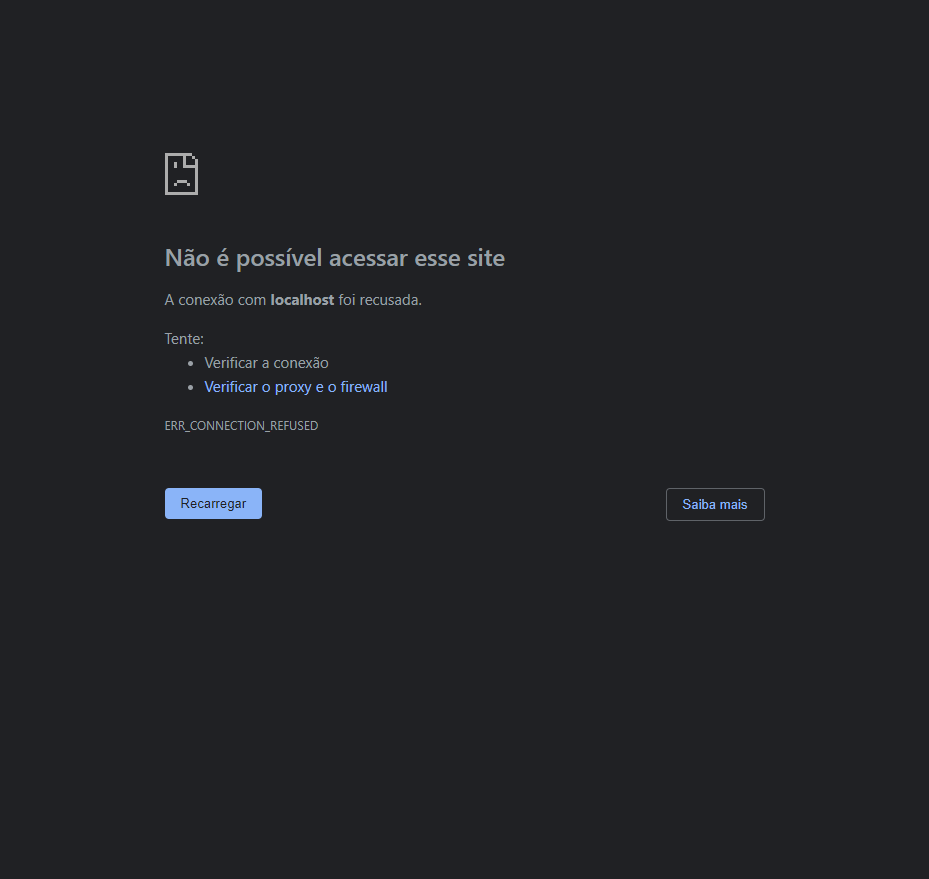 Não é possível acessar esse site
A conexão com localhost foi recusada.
Tente:
• Verificar a conexão
• Verificar o proxy e o firewall
ERR_CONNECTION_REFUSED
Recarregar
Saiba mais